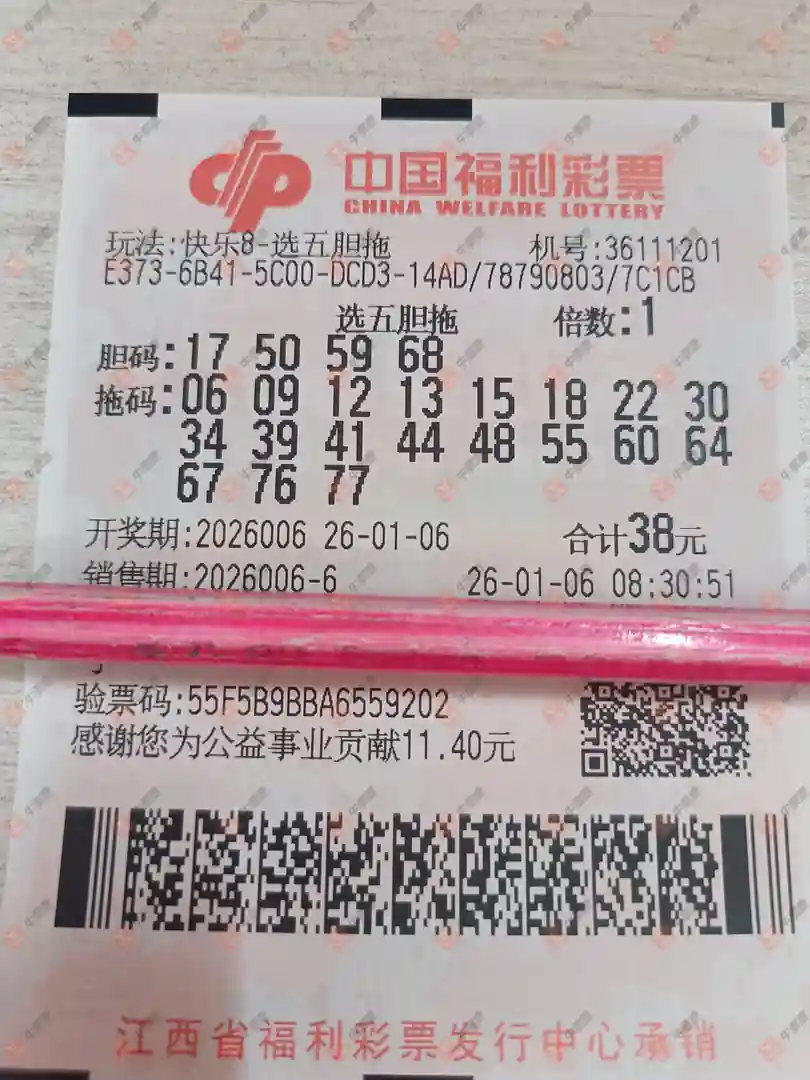 中国福利彩票
CHINA WELFARE LOTTERY
玩法:快乐8-选五胆拖 机号:36111201
E373-6B41-5C00-DCD3-14AD/78790803/7C1CB
选五胆拖 倍数:1
胆码:17 50 59 68
拖码:06 09 12 13 15 18 22 30
34 39 41 44 48 55 60 64
67 76 77
开奖期:2026006 26-01-06 合计38元
销售期:2026006-6 26-01-06 08:30:51
验票码:55F5B9BBA6559202
感谢您为公益事业贡献11.40元
江西省福利彩票发行中心承销